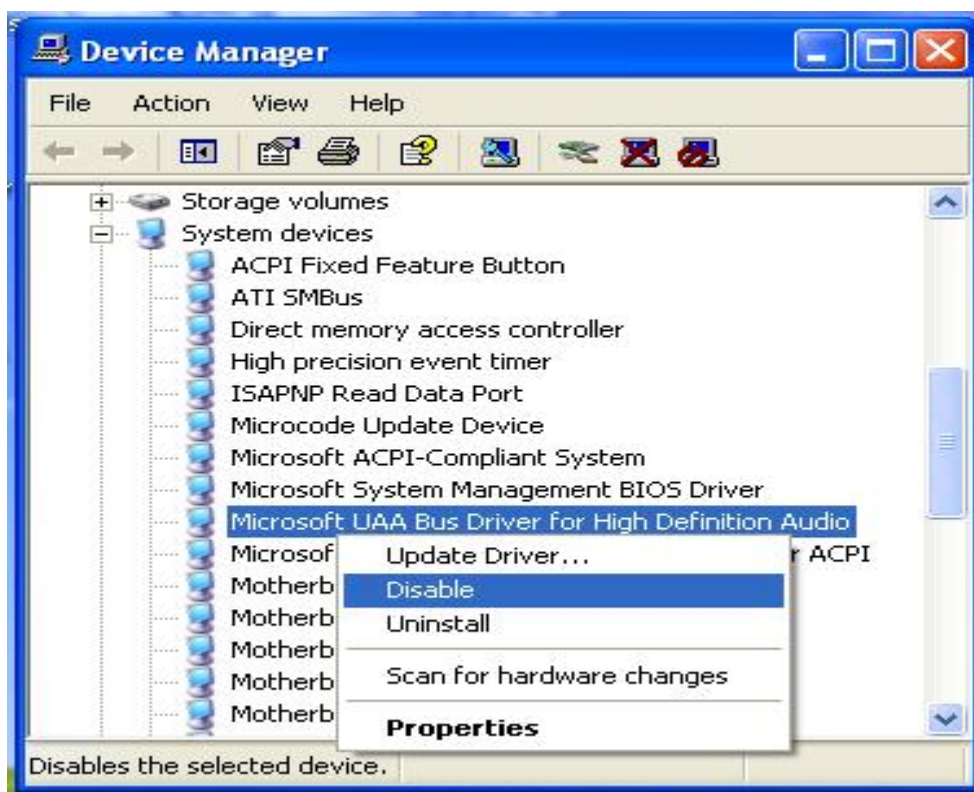 Device Manager
File Action View Help
Storage volumes
System devices
ACPI Fixed Feature Button
ATI SMBus
Direct memory access controller
High precision event timer
ISAPNP Read Data Port
Microcode Update Device
Microsoft ACPI-Compliant System
Microsoft System Management BIOS Driver
Microsoft UAA Bus Driver for High Definition Audio
Microsof r ACPI
Update Driver...
Motherb
Disable
Motherb
Uninstall
Motherb
Scan for hardware changes
Motherb
Motherb
Properties
Disables the selected device.